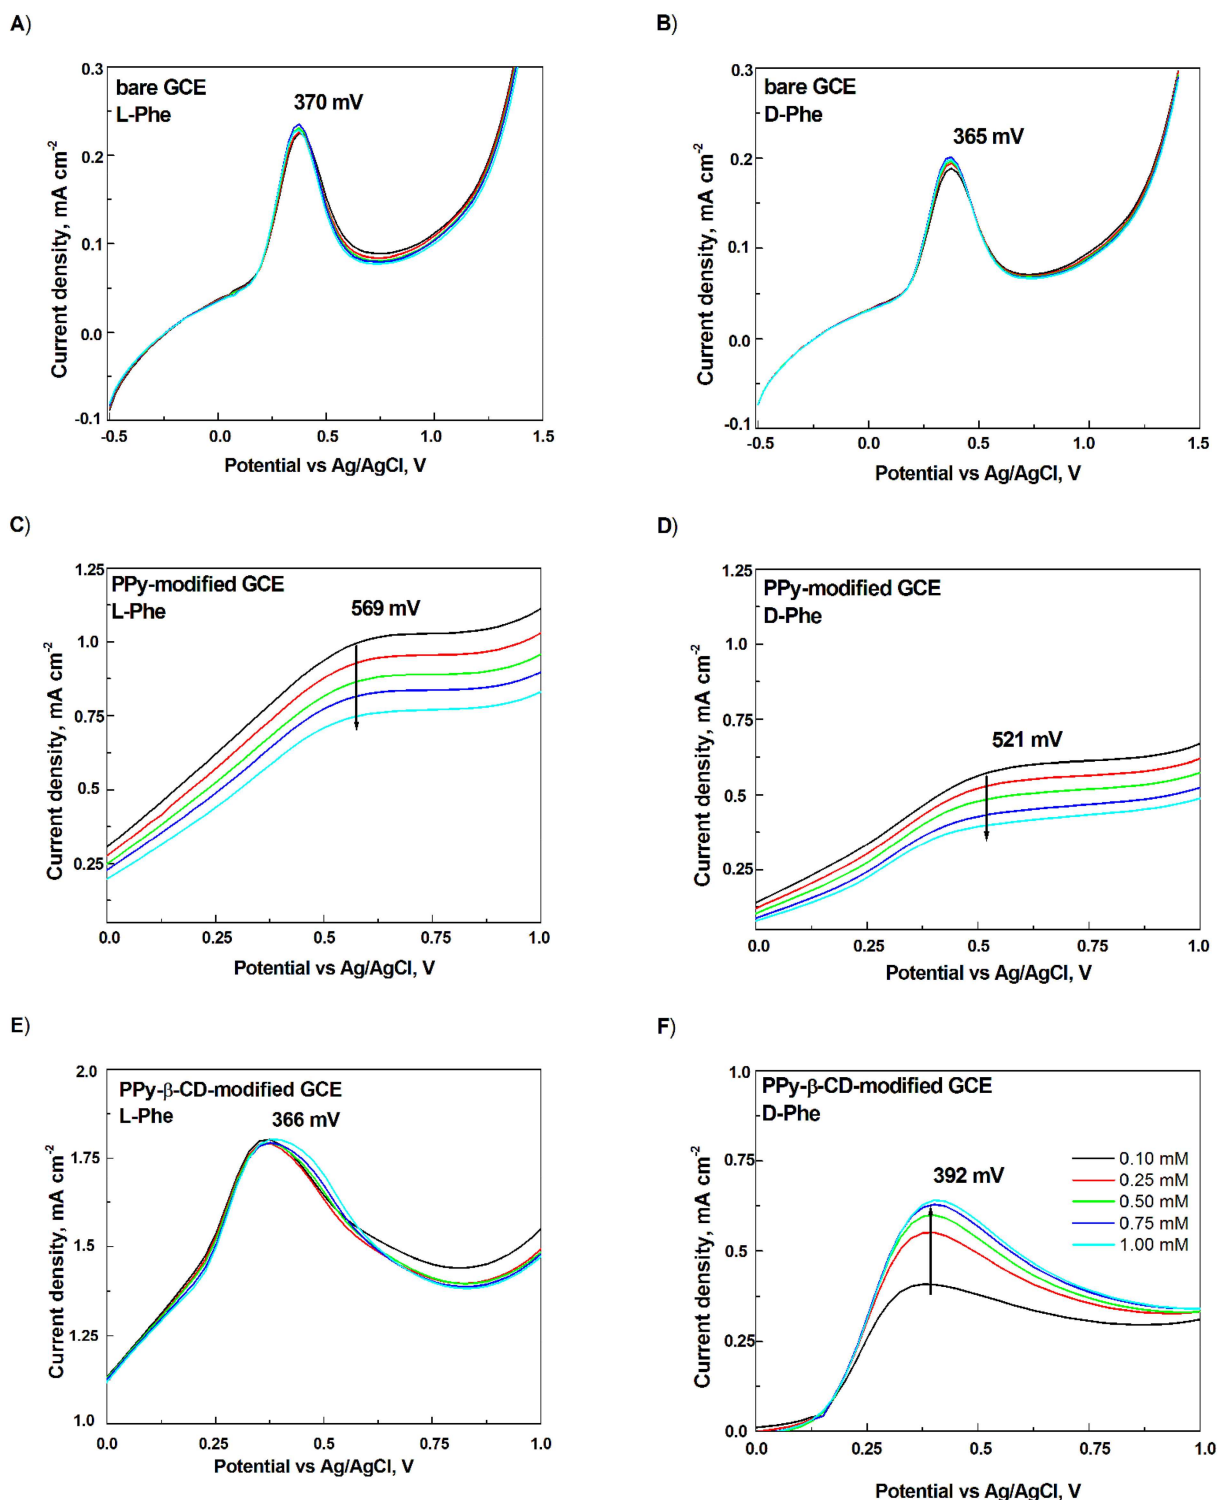 A)
bare GCE
L-Phe
370 mV
0.3
0.2
0.1
0.0
-0.1
-0.5
0.0
0.5
1.0
1.5
Current density, mA cm⁻²
Potential vs Ag/AgCl, V
B)
bare GCE
D-Phe
365 mV
0.3
0.2
0.1
0.0
-0.1
-0.5
0.0
0.5
1.0
1.5
Current density, mA cm⁻²
Potential vs Ag/AgCl, V
C)
PPy-modified GCE
L-Phe
569 mV
1.25
1.0
0.75
0.5
0.25
0.0
0.25
0.5
0.75
1.0
Current density, mA cm⁻²
Potential vs Ag/AgCl, V
D)
PPy-modified GCE
D-Phe
521 mV
1.25
1.0
0.75
0.5
0.25
0.0
0.25
0.5
0.75
1.0
Current density, mA cm⁻²
Potential vs Ag/AgCl, V
E)
PPy-β-CD-modified GCE
L-Phe
366 mV
2.0
1.75
1.5
1.25
1.0
0.0
0.25
0.5
0.75
1.0
Current density, mA cm⁻²
Potential vs Ag/AgCl, V
F)
PPy-β-CD-modified GCE
D-Phe
392 mV
0.10 mM
0.25 mM
0.50 mM
0.75 mM
1.00 mM
1.0
0.75
0.5
0.25
0.0
0.0
0.25
0.5
0.75
1.0
Current density, mA cm⁻²
Potential vs Ag/AgCl, V